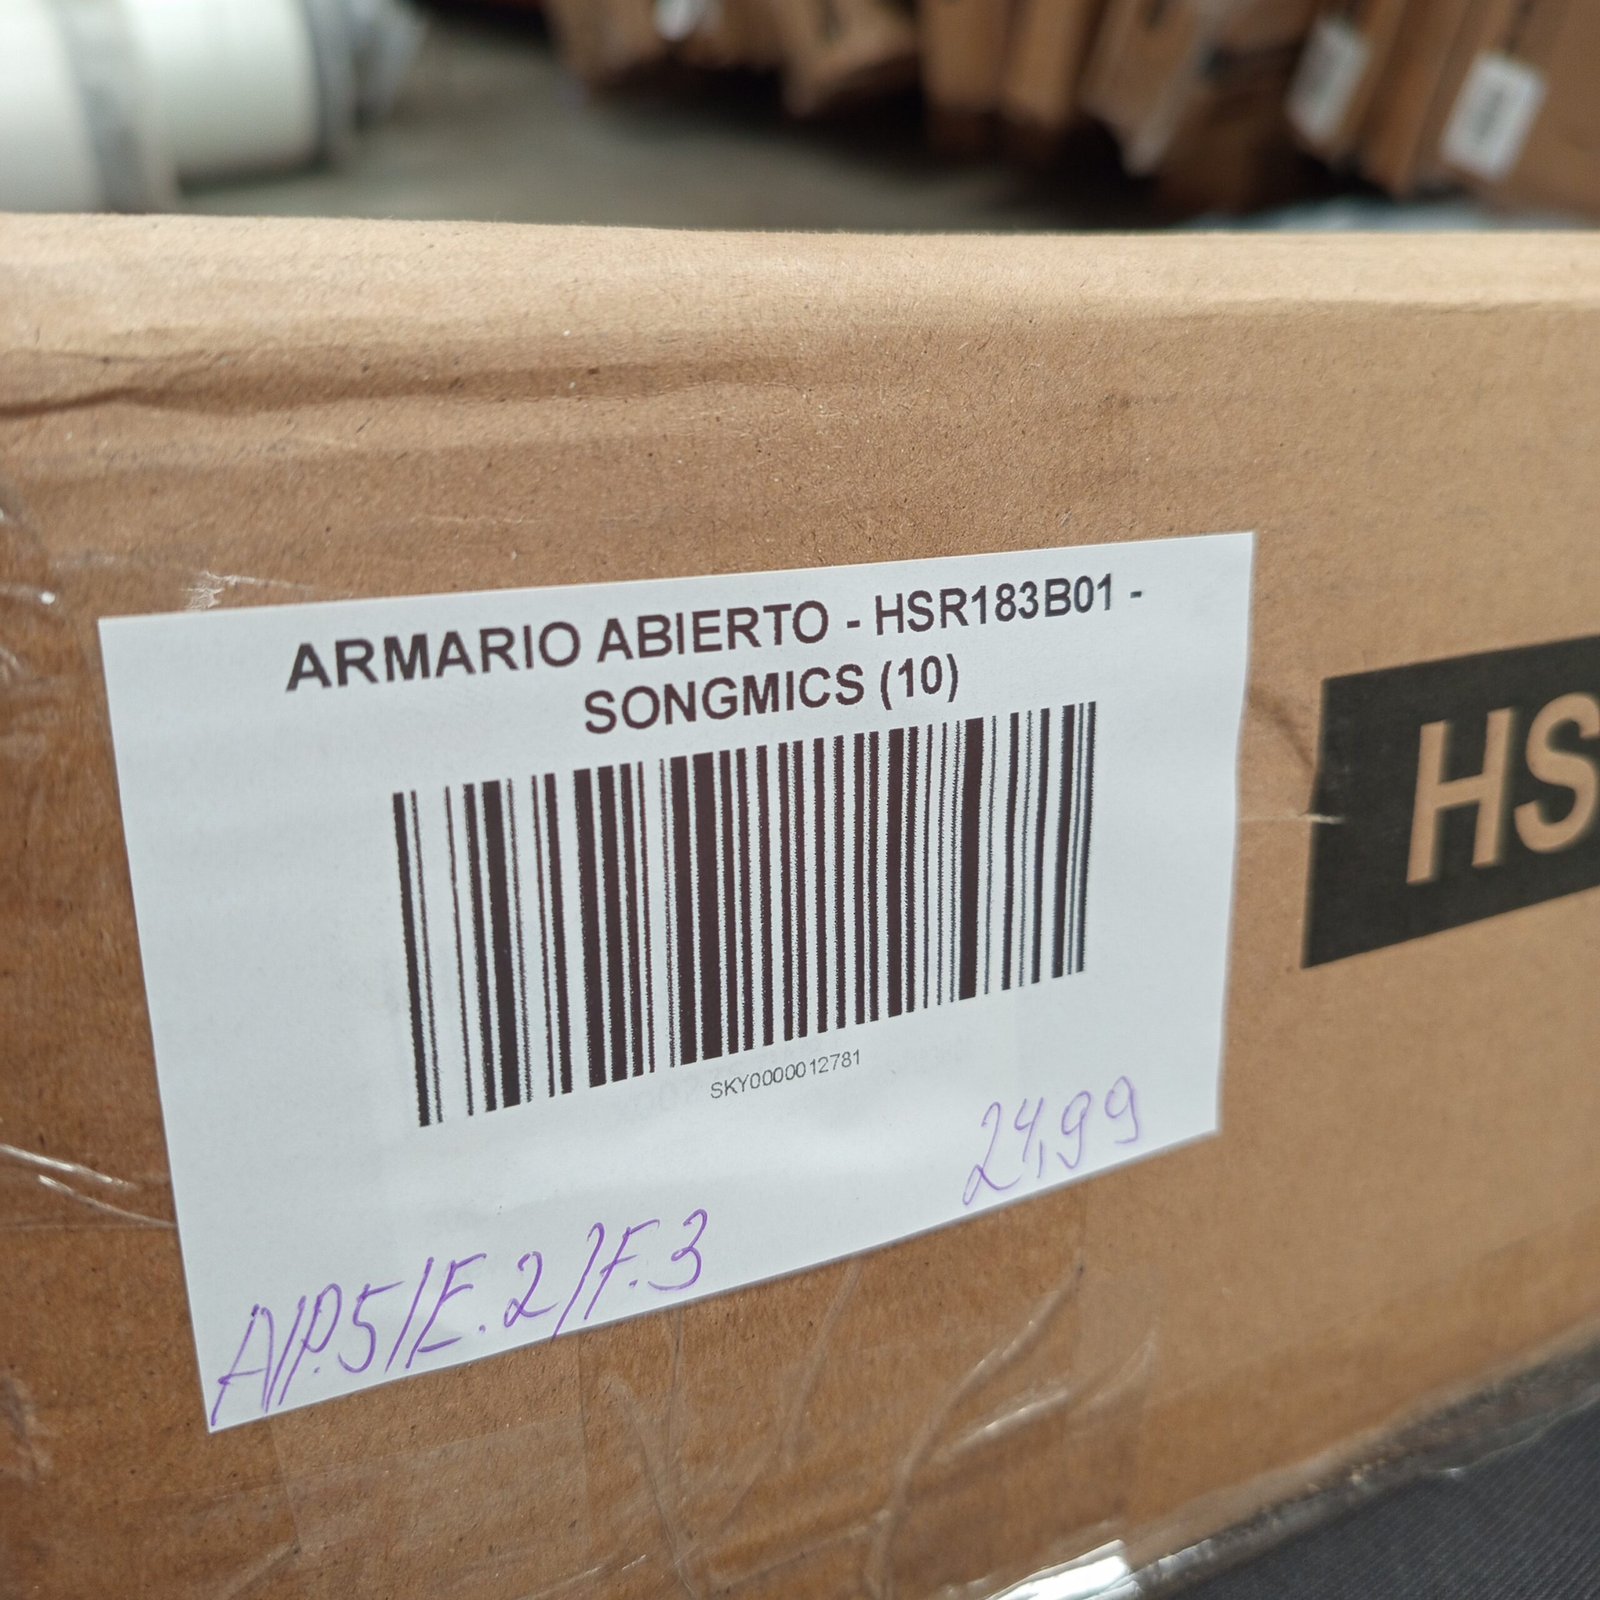 ARMARIO ABIERTO - HSR183B01 -
SONGMICS (10)
SKY0000012781
24,99
A/P.5/E.2/F.3
HS